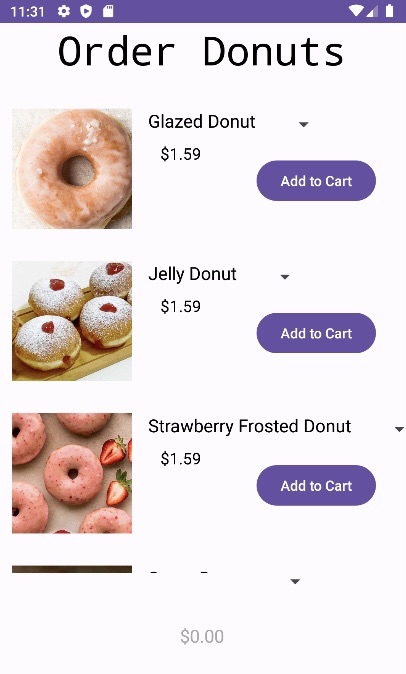 11:31
Order Donuts
Glazed Donut
$1.59
Add to Cart
Jelly Donut
$1.59
Add to Cart
Strawberry Frosted Donut
$1.59
Add to Cart
$0.00